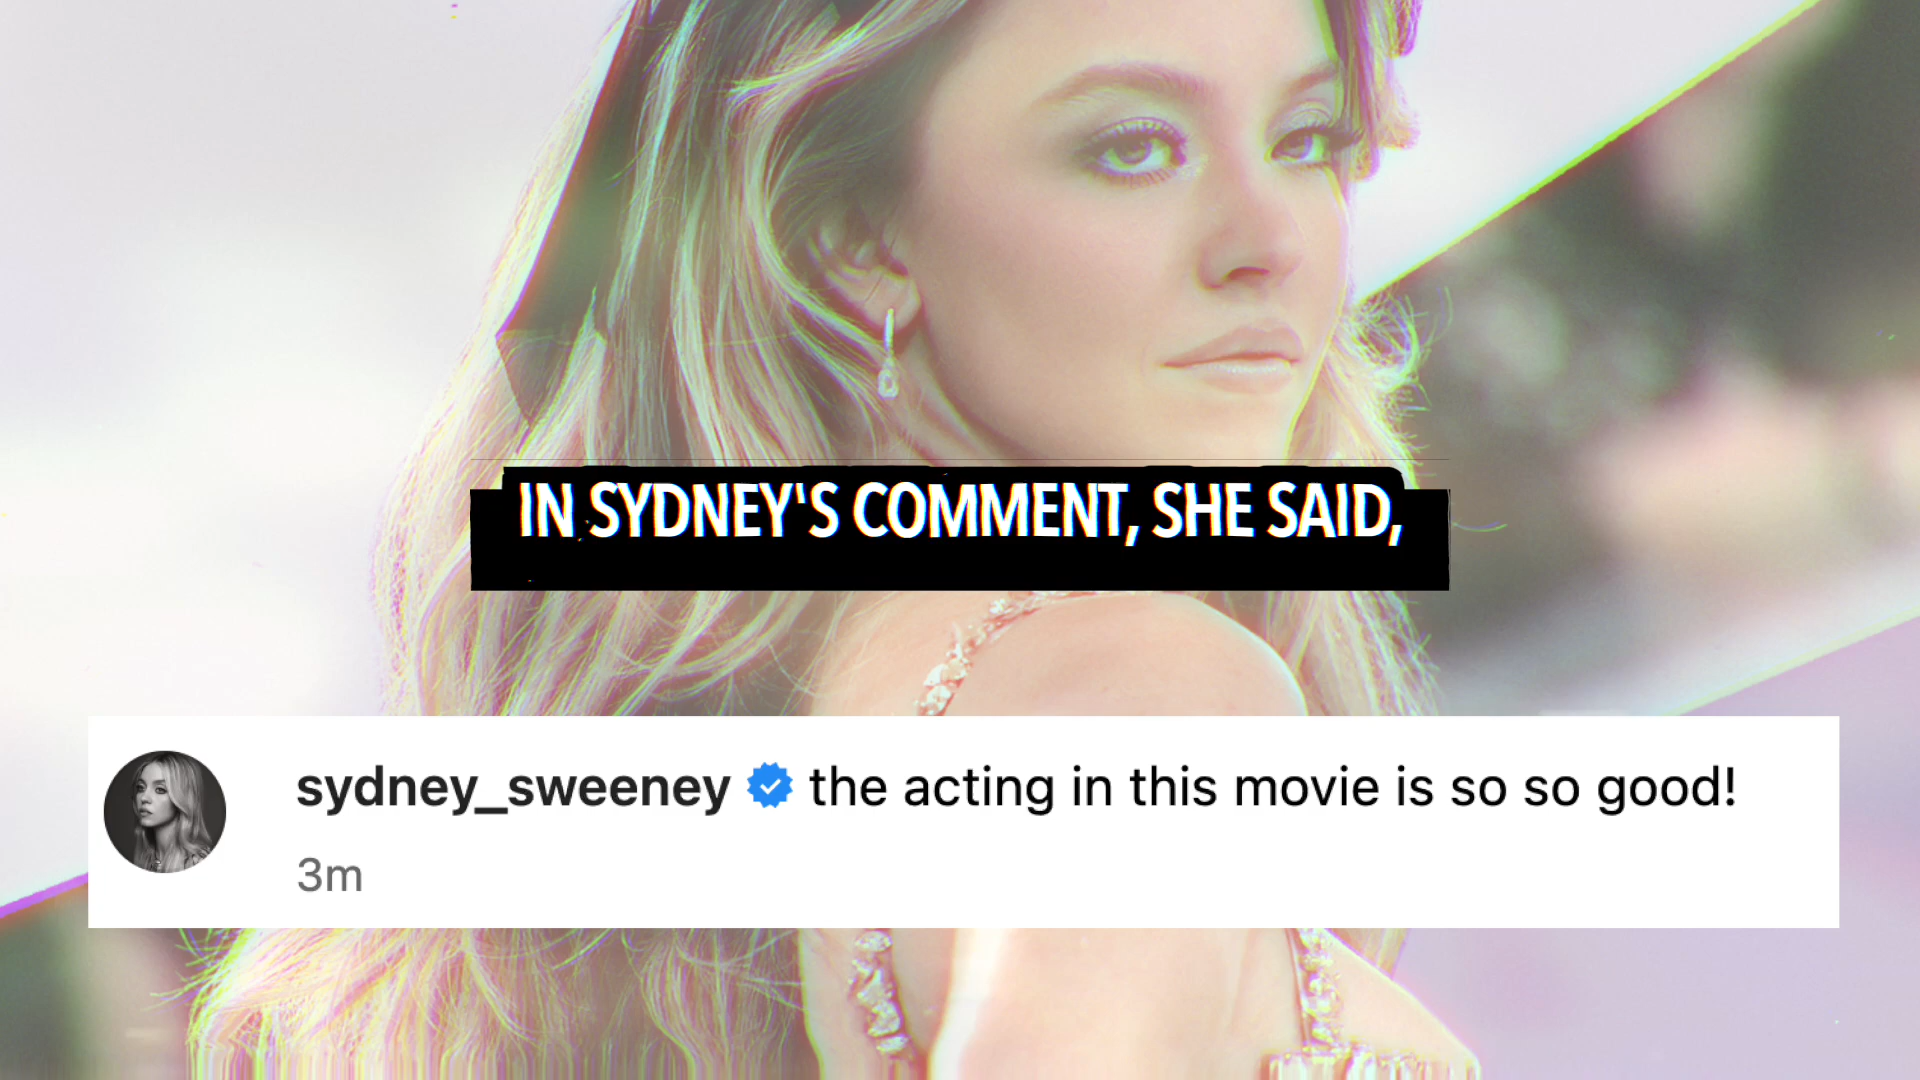 IN SYDNEY'S COMMENT, SHE SAID,
sydney_sweeney the acting in this movie is so so good!
3m